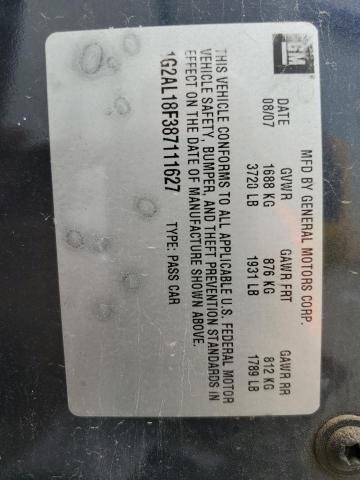 GM
MFD BY GENERAL MOTORS CORP.
DATE GVWR GAWR FRT GAWR RR
08/07 1688 KG 876 KG 812 KG
3720 LB 1931 LB 1789 LB
THIS VEHICLE CONFORMS TO ALL APPLICABLE U.S. FEDERAL MOTOR
VEHICLE SAFETY, BUMPER, AND THEFT PREVENTION STANDARDS IN
EFFECT ON THE DATE OF MANUFACTURE SHOWN ABOVE.
1G2AL18F387111627 TYPE: PASS CAR